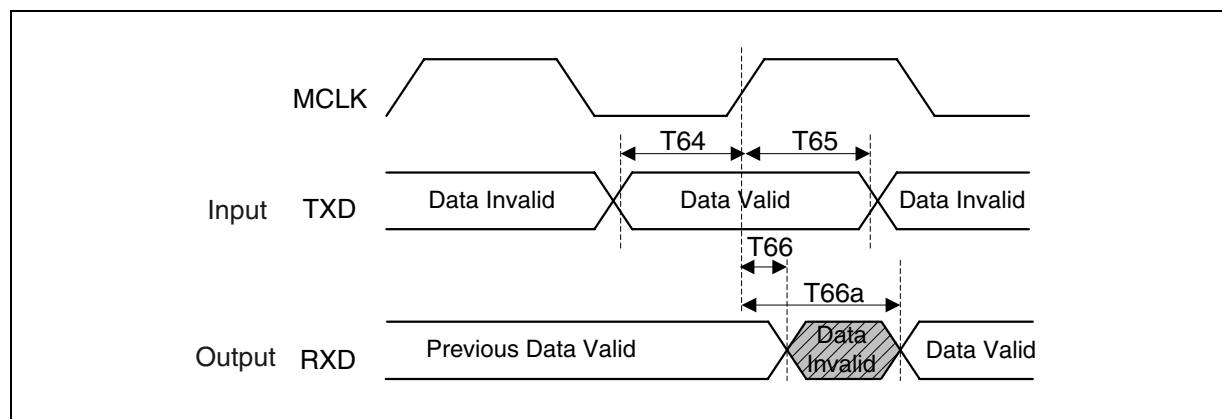 MCLK
T64
T65
Input TXD
Data Invalid
Data Valid
Data Invalid
T66
T66a
Output RXD
Previous Data Valid
Data
Invalid
Data Valid